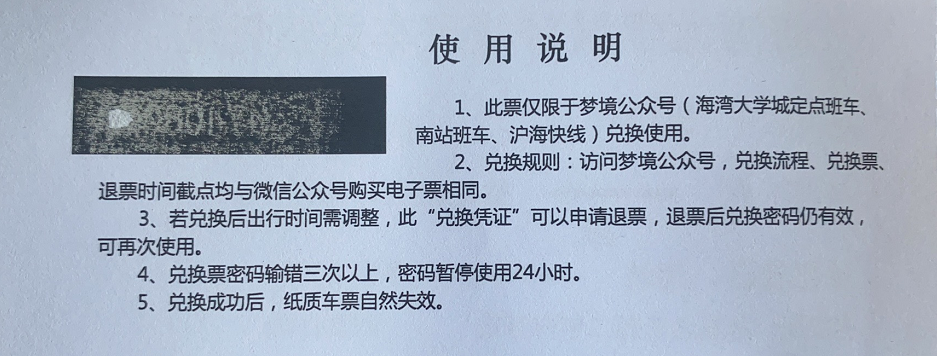 使用说明
1、此票仅限于梦境公众号（海湾大学城定点班车、
南站班车、沪海快线）兑换使用。
2、兑换规则：访问梦境公众号，兑换流程、兑换票、
退票时间截点均与微信公众号购买电子票相同。
3、若兑换后出行时间需调整，此“兑换凭证”可以申请退票，退票后兑换密码仍有效，
可再次使用。
4、兑换票密码输错三次以上，密码暂停使用24小时。
5、兑换成功后，纸质车票自然失效。